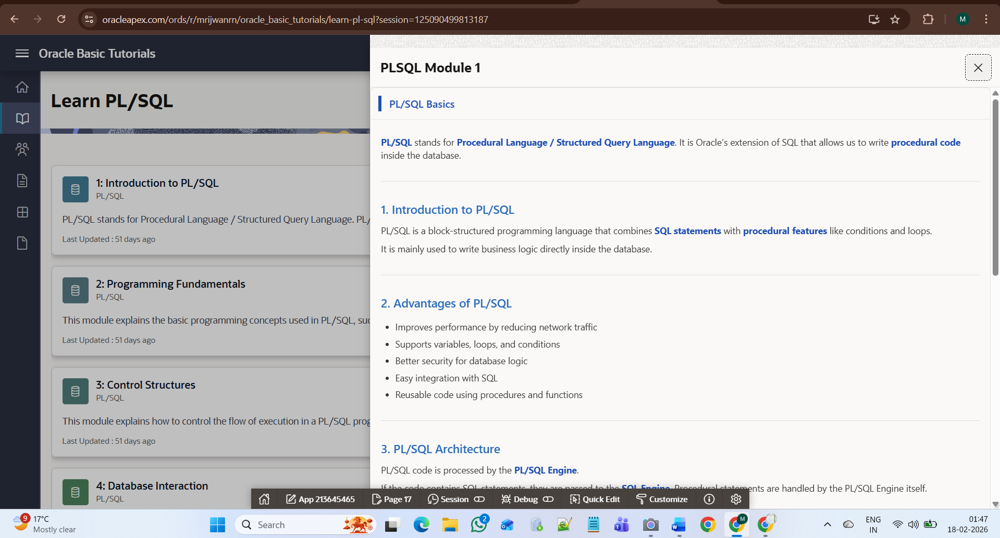 oracleapex.com/ords/r/mrijwanrn/oracle_basic_tutorials/learn-pl-sql?session=125090499813187
M
Oracle Basic Tutorials
Learn PL/SQL
1: Introduction to PL/SQL
PL/SQL
PL/SQL stands for Procedural Language / Structured Query Language. PL/
Last Updated : 51 days ago
2: Programming Fundamentals
PL/SQL
This module explains the basic programming concepts used in PL/SQL, suc
Last Updated : 51 days ago
3: Control Structures
PL/SQL
This module explains how to control the flow of execution in a PL/SQL prog
Last Updated : 51 days ago
4: Database Interaction
PL/SQL
PLSQL Module 1
PL/SQL Basics
PL/SQL stands for Procedural Language / Structured Query Language. It is Oracle’s extension of SQL that allows us to write procedural code
inside the database.
1. Introduction to PL/SQL
PL/SQL is a block-structured programming language that combines SQL statements with procedural features like conditions and loops.
It is mainly used to write business logic directly inside the database.
2. Advantages of PL/SQL
• Improves performance by reducing network traffic
• Supports variables, loops, and conditions
• Better security for database logic
• Easy integration with SQL
• Reusable code using procedures and functions
3. PL/SQL Architecture
PL/SQL code is processed by the PL/SQL Engine.
If the code contains SQL statements, they are passed to the SQL Engine. Procedural statements are handled by the PL/SQL Engine itself.
App 213645465 Page 17 Session Debug Quick Edit Customize
9
17°C
Mostly clear
Search
2
M
ENG
IN
01:47
18-02-2026